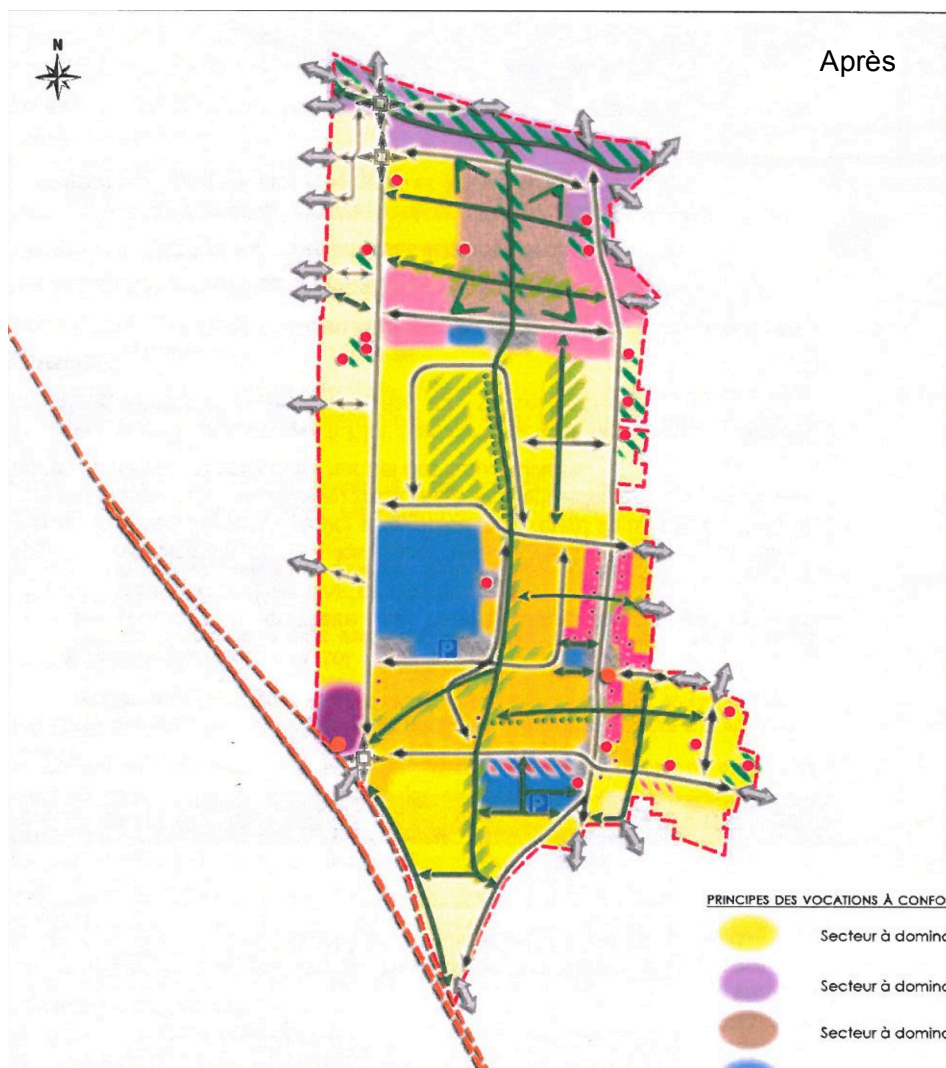 N
Après
P
P
PRINCIPES DES VOCATIONS À CONFO
Secteur à domina
Secteur à domina
Secteur à domina